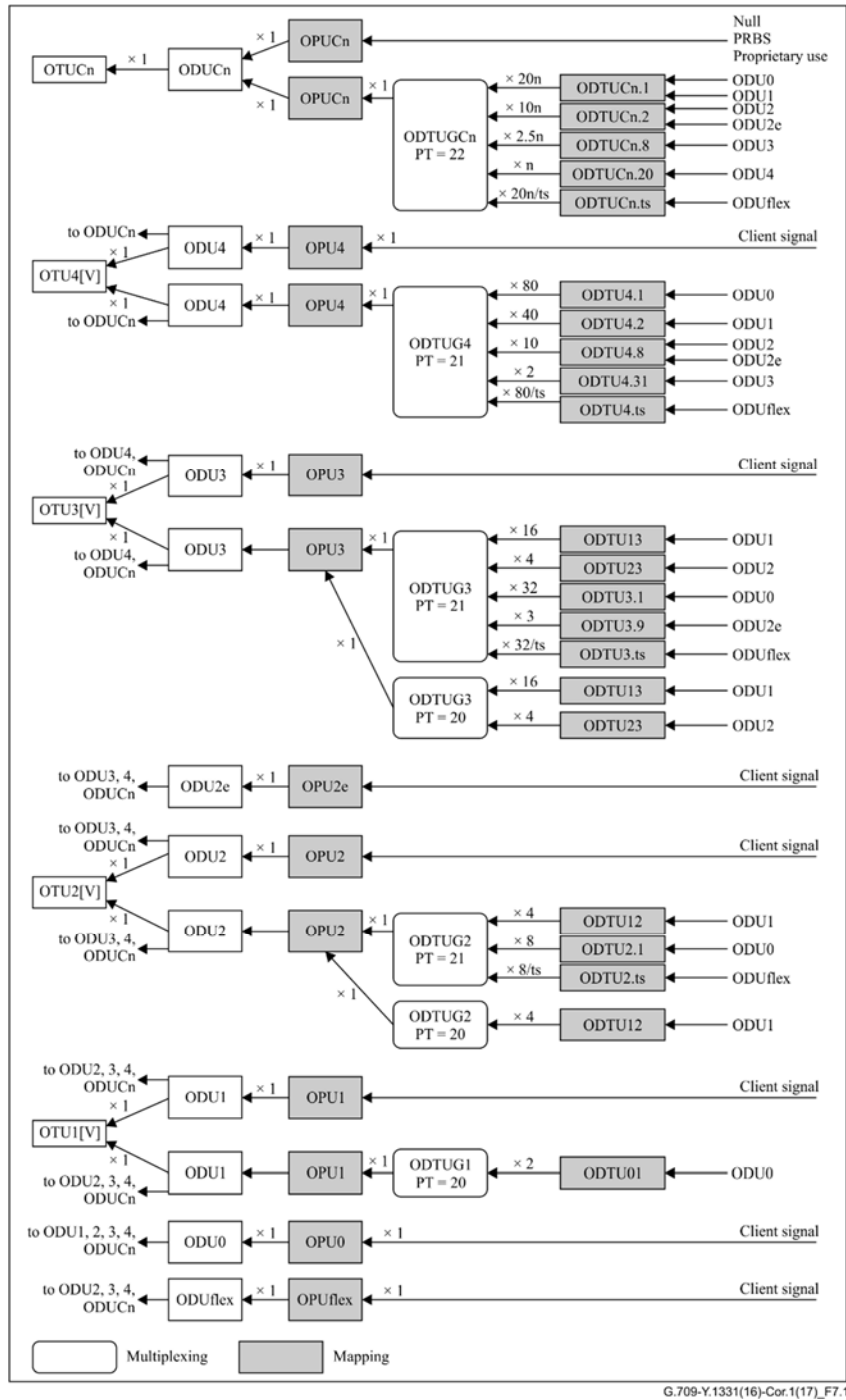 Null
× 1 OPUCn PRBS
Proprietary use
OTUCn × 1 ODUCn
× 1 OPUCn × 1 ODTUGCn
PT = 22
× 20n ODTUCn.1 ODU0
ODU1
× 10n ODTUCn.2 ODU2
ODU2e
× 2.5n ODTUCn.8 ODU3
× n ODTUCn.20 ODU4
× 20n/ts ODTUCn.ts ODUflex
to ODUCn ODU4 × 1 OPU4 × 1 Client signal
× 1
OTU4[V]
× 1 ODU4 × 1 OPU4 × 1
to ODUCn
ODTUG4
PT = 21
× 80 ODTU4.1 ODU0
× 40 ODTU4.2 ODU1
× 10 ODTU4.8 ODU2
ODU2e
× 2 ODTU4.31 ODU3
× 80/ts ODTU4.ts ODUflex
to ODU4,
ODUCn ODU3 × 1 OPU3 Client signal
× 1
OTU3[V]
× 1 ODU3 OPU3 × 1
to ODU4,
ODUCn
ODTUG3
PT = 21
× 16 ODTU13 ODU1
× 4 ODTU23 ODU2
× 32 ODTU3.1 ODU0
× 3 ODTU3.9 ODU2e
× 32/ts ODTU3.ts ODUflex
× 1
ODTUG3
PT = 20
× 16 ODTU13 ODU1
× 4 ODTU23 ODU2
to ODU3, 4,
ODUCn ODU2e × 1 OPU2e Client signal
to ODU3, 4,
ODUCn ODU2 × 1 OPU2 Client signal
× 1
OTU2[V]
× 1 ODU2 OPU2 × 1
to ODU3, 4,
ODUCn
ODTUG2
PT = 21
× 4 ODTU12 ODU1
× 8 ODTU2.1 ODU0
× 8/ts ODTU2.ts ODUflex
× 1
ODTUG2
PT = 20
× 4 ODTU12 ODU1
to ODU2, 3, 4,
ODUCn ODU1 × 1 OPU1 Client signal
× 1
OTU1[V]
× 1 ODU1 OPU1 × 1
to ODU2, 3, 4,
ODUCn
ODTUG1
PT = 20
× 2 ODTU01 ODU0
to ODU1, 2, 3, 4,
ODUCn ODU0 × 1 OPU0 × 1 Client signal
to ODU2, 3, 4,
ODUCn ODUflex × 1 OPUflex × 1 Client signal
Multiplexing Mapping
G.709-Y.1331(16)-Cor.1(17)_F7.1